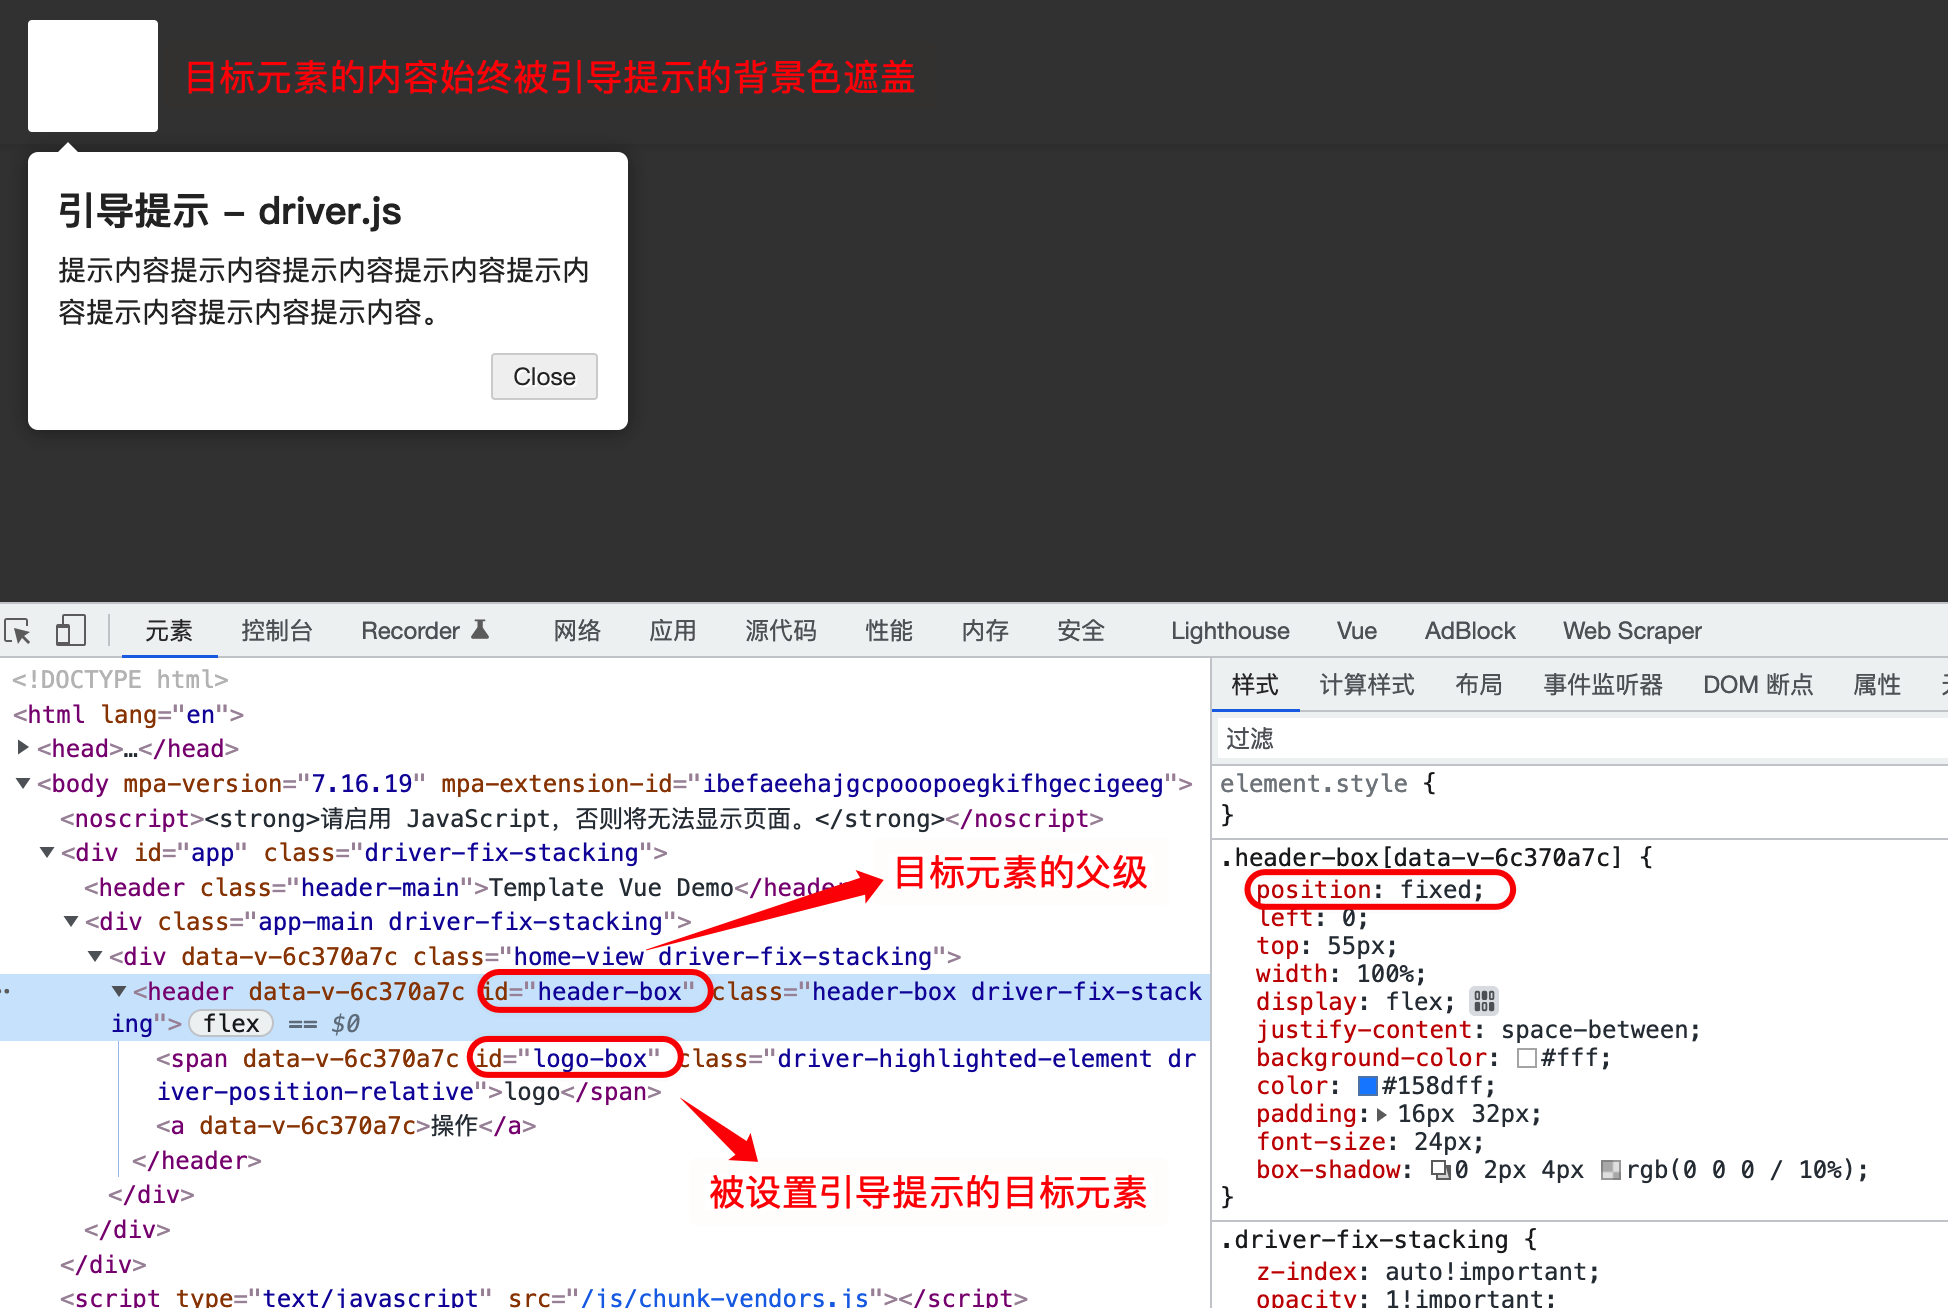 目标元素的内容始终被引导提示的背景色遮盖
引导提示 – driver.js
提示内容提示内容提示内容提示内容提示内
容提示内容提示内容提示内容。
Close
元素 控制台 Recorder 网络 应用 源代码 性能 内存 安全 Lighthouse Vue AdBlock Web Scraper
<!DOCTYPE html>
<html lang="en">
<head>…</head>
<body mpa-version="7.16.19" mpa-extension-id="ibefaeehajgcpooopoegkifhgecigeeg">
<noscript><strong>请启用 JavaScript，否则将无法显示页面。</strong></noscript>
<div id="app" class="driver-fix-stacking">
<header class="header-main">Template Vue Demo</header
目标元素的父级
<div class="app-main driver-fix-stacking">
<div data-v-6c370a7c class="home-view driver-fix-stacking">
<header data-v-6c370a7c id="header-box" class="header-box driver-fix-stack
ing"> flex == $0
<span data-v-6c370a7c id="logo-box" class="driver-highlighted-element dr
iver-position-relative">logo</span>
<a data-v-6c370a7c>操作</a>
</header>
被设置引导提示的目标元素
</div>
</div>
</div>
<script type="text/javascript" src="/js/chunk-vendors.js"></script>
样式 计算样式 布局 事件监听器 DOM 断点 属性
过滤
element.style {
}
.header-box[data-v-6c370a7c] {
position: fixed;
left: 0;
top: 55px;
width: 100%;
display: flex;
justify-content: space-between;
background-color: #fff;
color: #158dff;
padding: 16px 32px;
font-size: 24px;
box-shadow: 0 2px 4px rgb(0 0 0 / 10%);
}
.driver-fix-stacking {
z-index: auto!important;
opacity: 1!important;